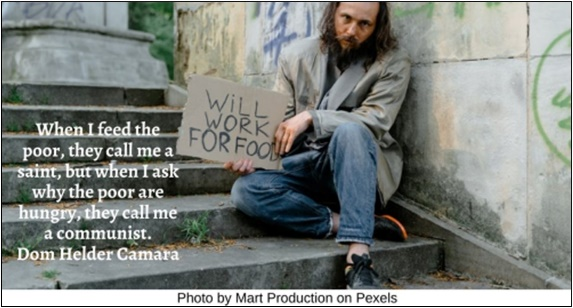 WiLL
WORK
FOR FOOD
When I feed the
poor, they call me a
saint, but when I ask
why the poor are
hungry, they call me
a communist.
Dom Helder Camara
Photo by Mart Production on Pexels